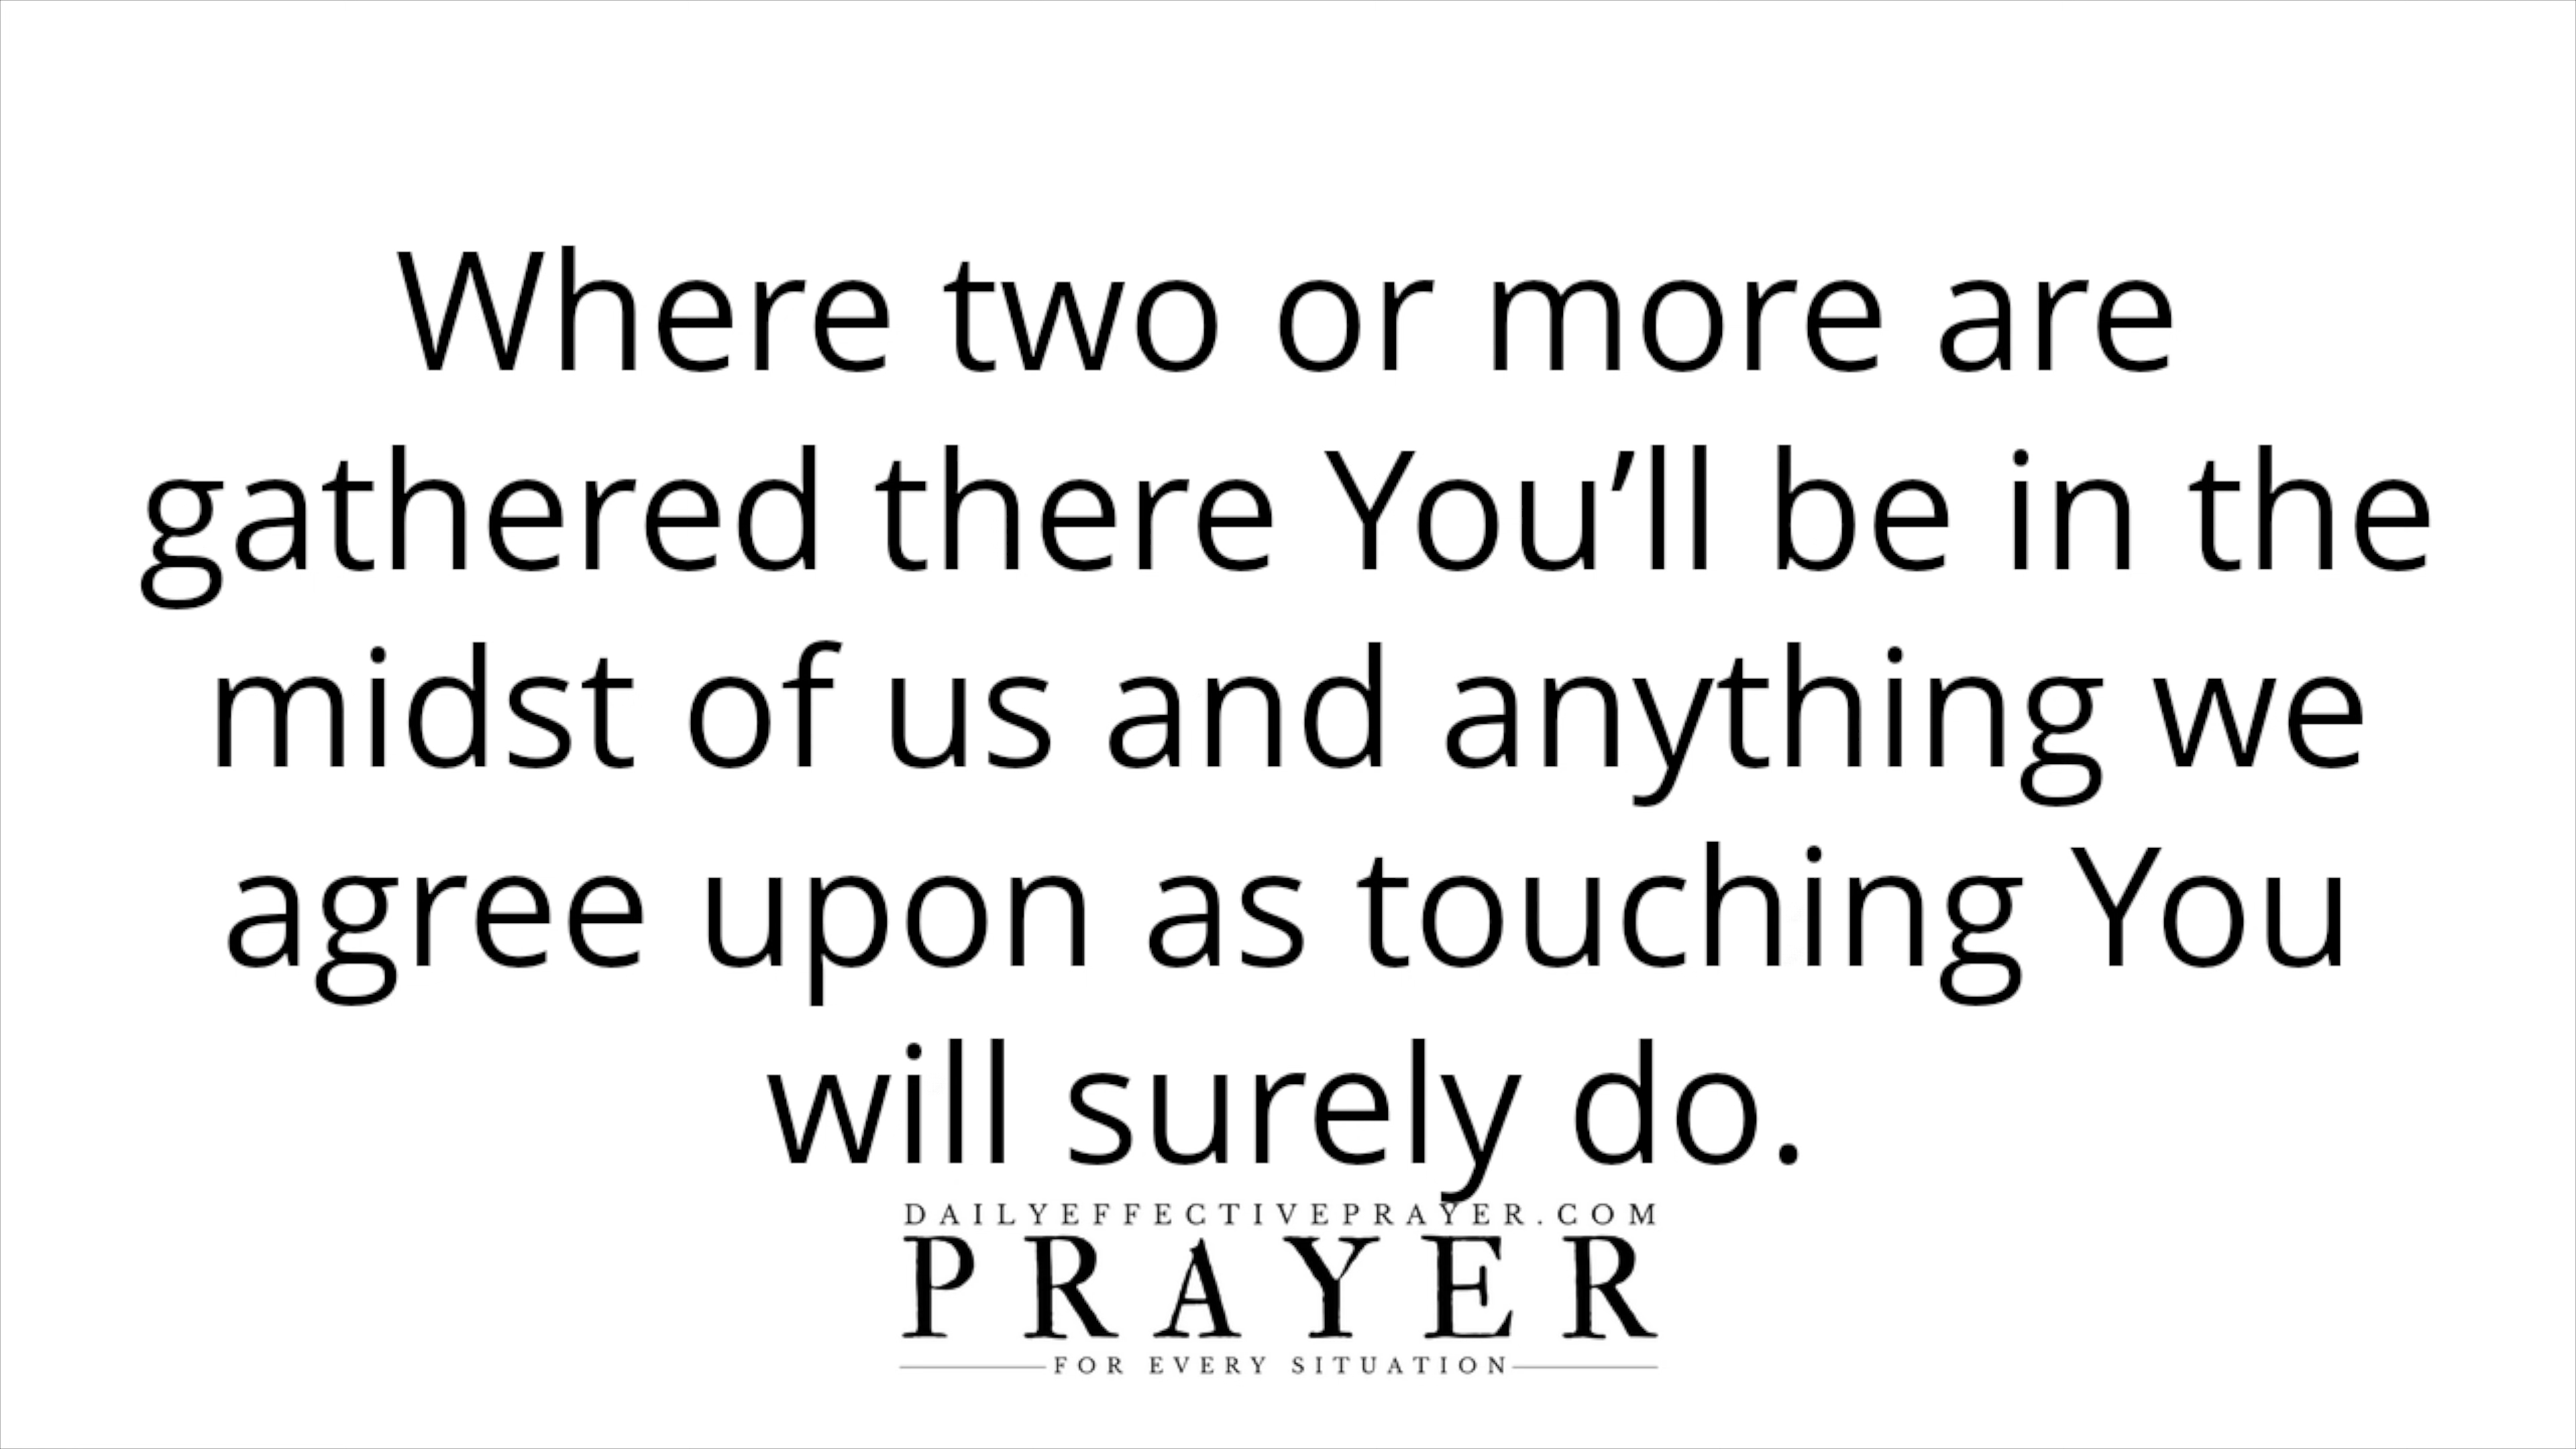 Where two or more are
gathered there You’ll be in the
midst of us and anything we
agree upon as touching You
will surely do.
DAILYEFFECTIVEPRAYER.COM
PRAYER
FOR EVERY SITUATION